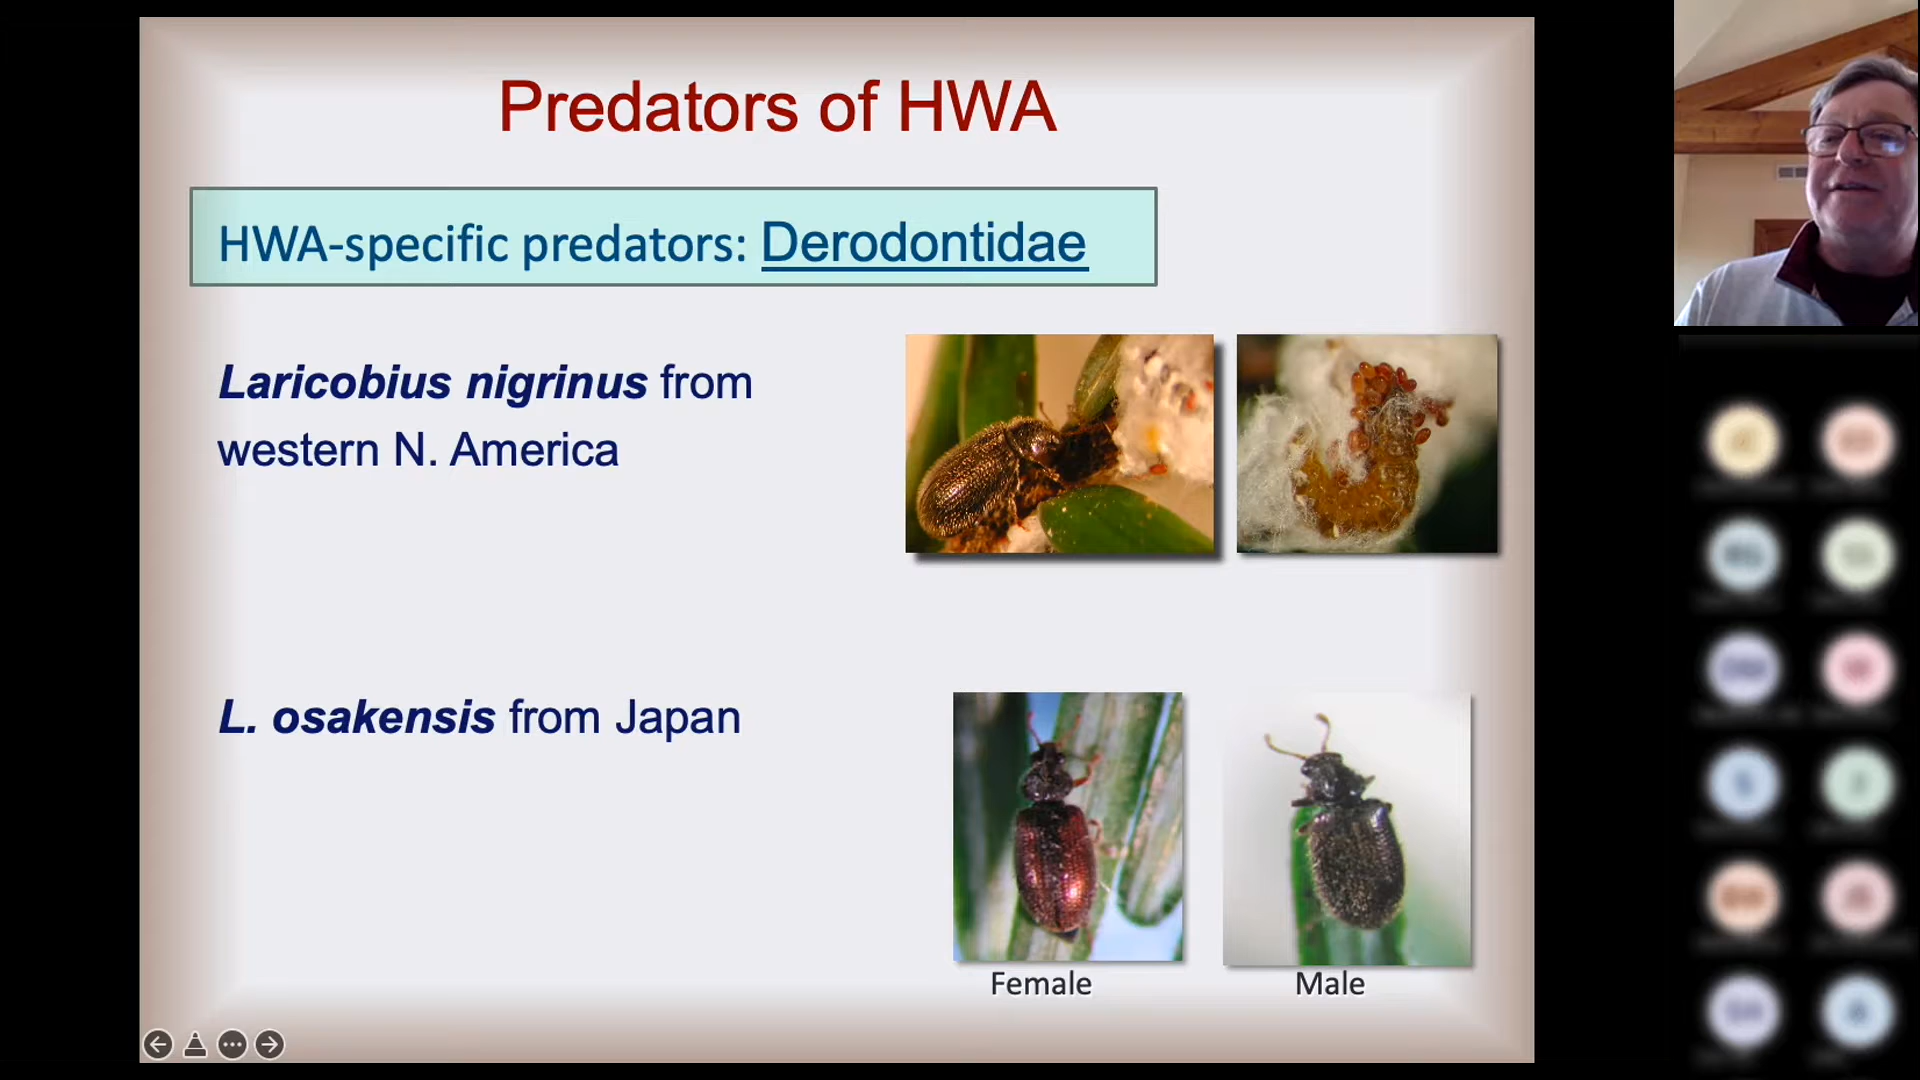 Predators of HWA
HWA-specific predators: Derodontidae
Laricobius nigrinus from
western N. America
L. osakensis from Japan
Female
Male